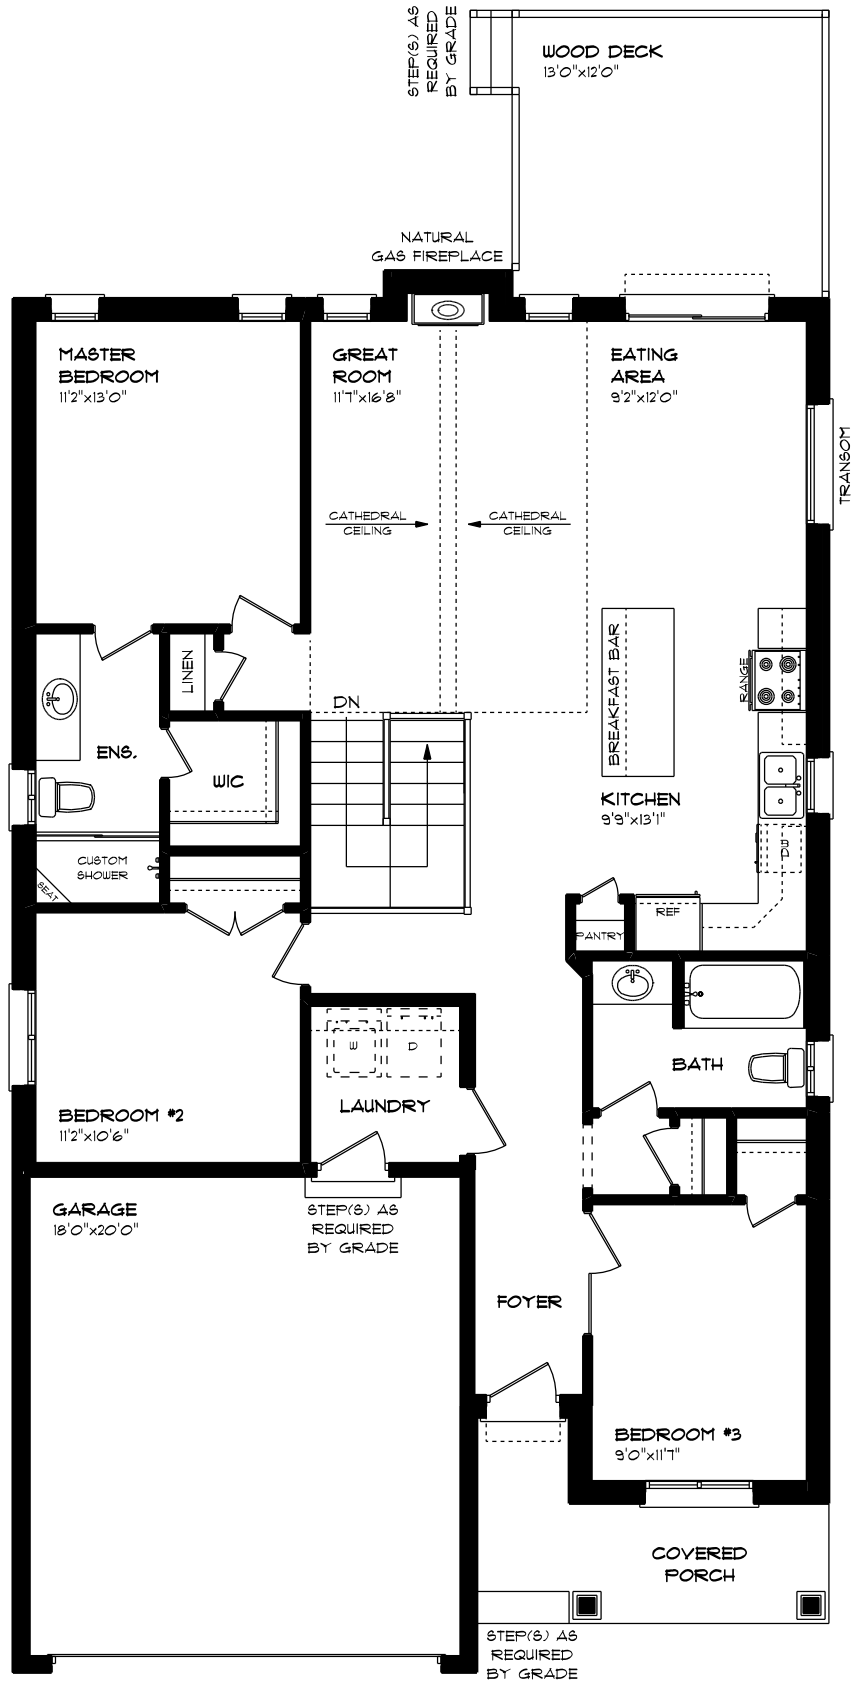 STEP(S) AS
REQUIRED
BY GRADE
WOOD DECK
13'0"x12'0"
NATURAL
GAS FIREPLACE
MASTER
BEDROOM
11'2"x13'0"
GREAT
ROOM
11'7"x16'8"
EATING
AREA
9'2"x12'0"
TRANSOM
CATHEDRAL
CEILING
CATHEDRAL
CEILING
LINEN
DN
BREAKFAST BAR
RANGE
ENS.
WIC
KITCHEN
9'9"x13'1"
CUSTOM
SHOWER
SEAT
DW
REF
PANTRY
W
D
BATH
LAUNDRY
BEDROOM #2
11'2"x10'6"
GARAGE
18'0"x20'0"
STEP(S) AS
REQUIRED
BY GRADE
FOYER
BEDROOM #3
9'0"x11'7"
COVERED
PORCH
STEP(S) AS
REQUIRED
BY GRADE